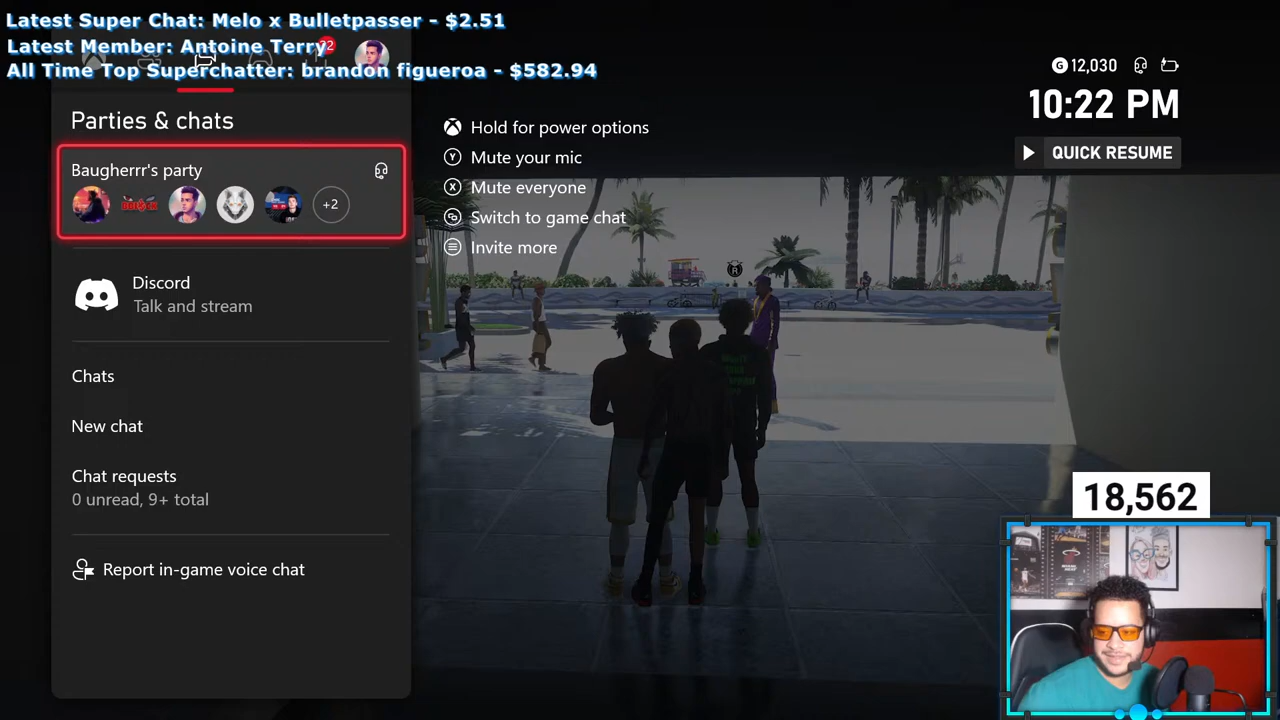 Latest Super Chat: Melo x Bulletpasser - $2.51
Latest Member: Antoine Terry
All Time Top Superchatter: brandon figueroa - $582.94
G 12,030
10:22 PM
QUICK RESUME
Parties & chats
Baugherrr's party
+2
Discord
Talk and stream
Chats
New chat
Chat requests
0 unread, 9+ total
Report in-game voice chat
Hold for power options
Y Mute your mic
X Mute everyone
Switch to game chat
Invite more
R
18,562